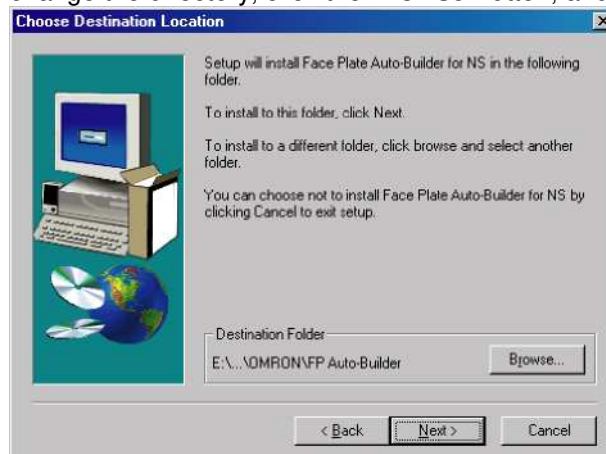 Choose Destination Location
Setup will install Face Plate Auto-Builder for NS in the following
folder.
To install to this folder, click Next.
To install to a different folder, click browse and select another
folder.
You can choose not to install Face Plate Auto-Builder for NS by
clicking Cancel to exit setup.
Destination Folder
E:\...\OMRON\FP Auto-Builder
Browse...
< Back
Next >
Cancel